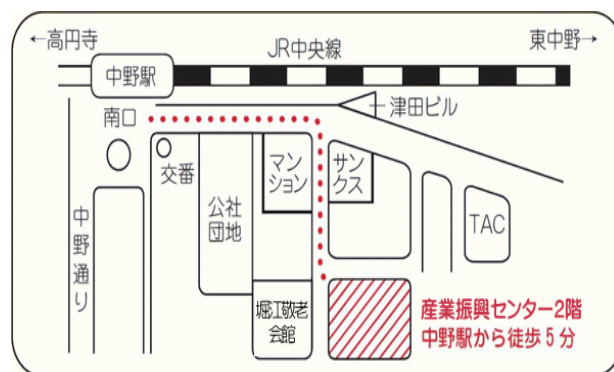 ←高円寺
東中野→
JR中央線
中野駅
津田ビル
南口
交番
マン
ション
サン
クス
公社
団地
中野通り
TAC
堀江敬老
会館
産業振興センター2階
中野駅から徒歩5分